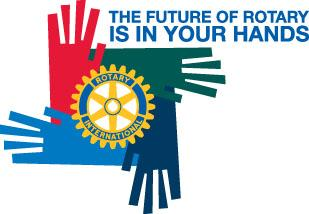 THE FUTURE OF ROTARY
IS IN YOUR HANDS
ROTARY
INTERNATIONAL